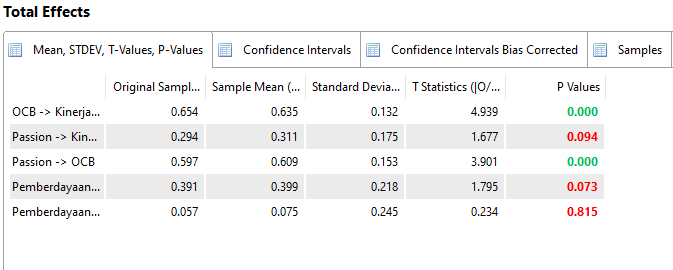 Total Effects
Mean, STDEV, T-Values, P-Values Confidence Intervals Confidence Intervals Bias Corrected Samples
Original Sampl... Sample Mean (... Standard Devia... T Statistics (|O/... P Values
OCB -> Kinerja... 0.654 0.635 0.132 4.939 0.000
Passion -> Kin... 0.294 0.311 0.175 1.677 0.094
Passion -> OCB 0.597 0.609 0.153 3.901 0.000
Pemberdayaan... 0.391 0.399 0.218 1.795 0.073
Pemberdayaan... 0.057 0.075 0.245 0.234 0.815